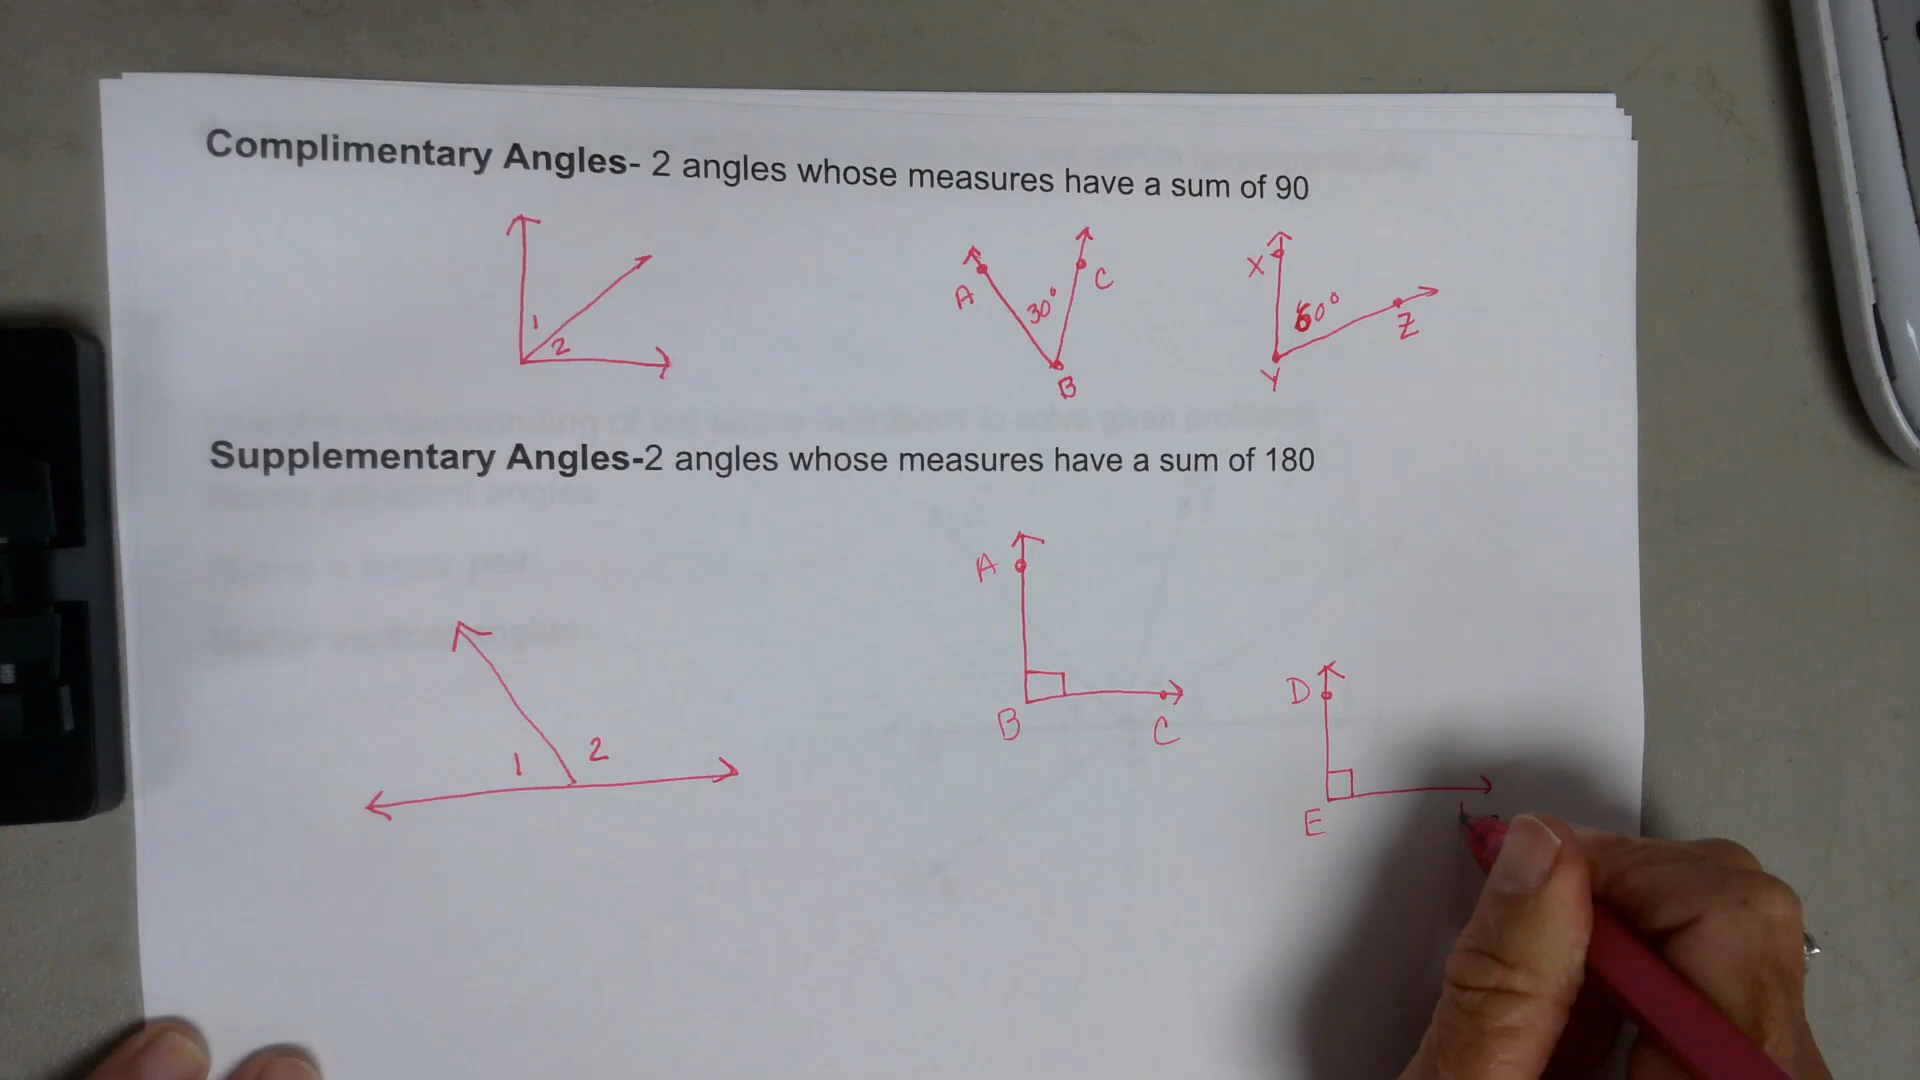 Complimentary Angles- 2 angles whose measures have a sum of 90
1
2
A
30°
C
B
X
60°
Z
Y
Supplementary Angles-2 angles whose measures have a sum of 180
1
2
A
B
C
D
E